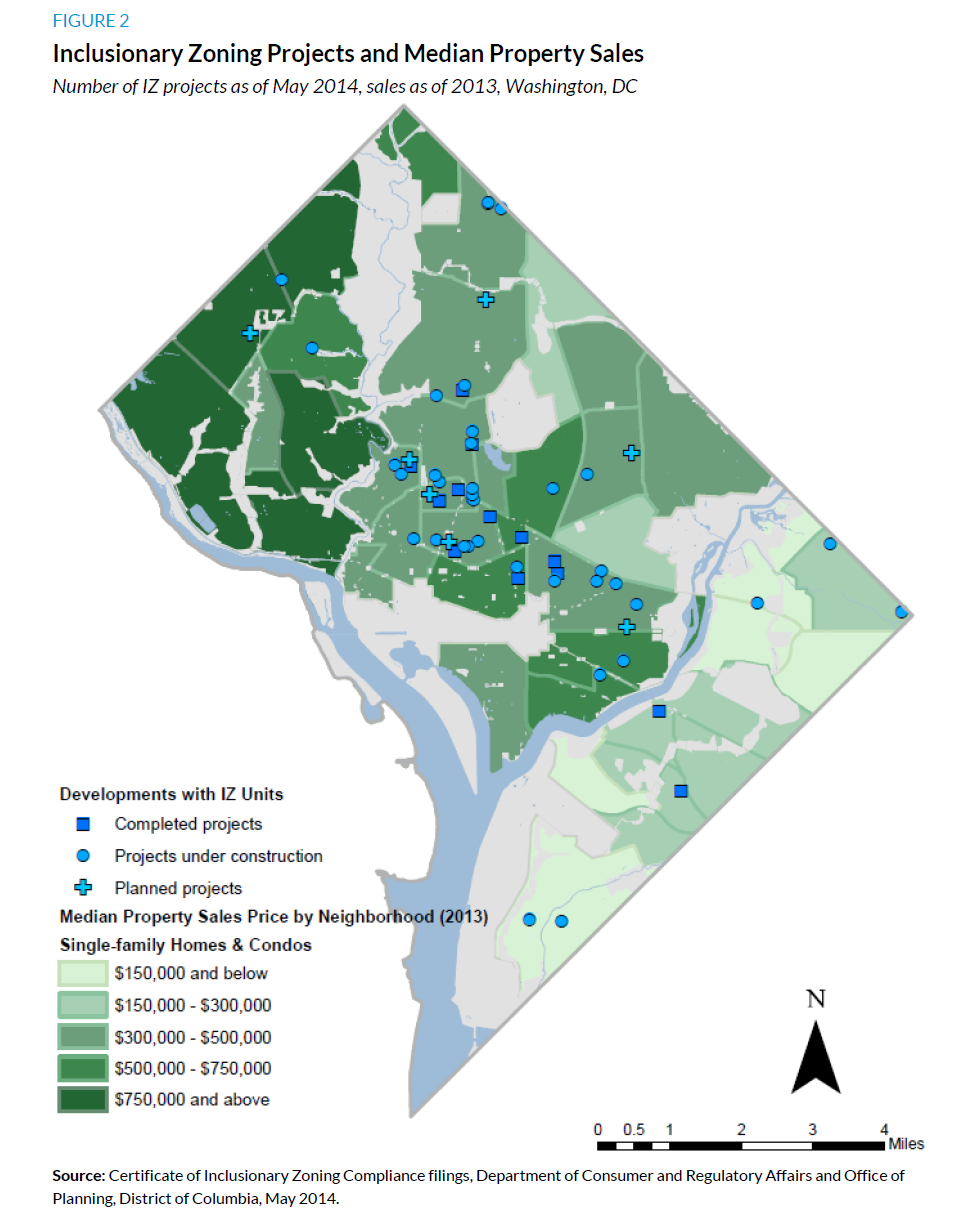 FIGURE 2
Inclusionary Zoning Projects and Median Property Sales
Number of IZ projects as of May 2014, sales as of 2013, Washington, DC
Developments with IZ Units
Completed projects
Projects under construction
Planned projects
Median Property Sales Price by Neighborhood (2013)
Single-family Homes & Condos
$150,000 and below
$150,000 - $300,000
$300,000 - $500,000
$500,000 - $750,000
$750,000 and above
N
0 0.5 1 2 3 4
Miles
Source: Certificate of Inclusionary Zoning Compliance filings, Department of Consumer and Regulatory Affairs and Office of
Planning, District of Columbia, May 2014.